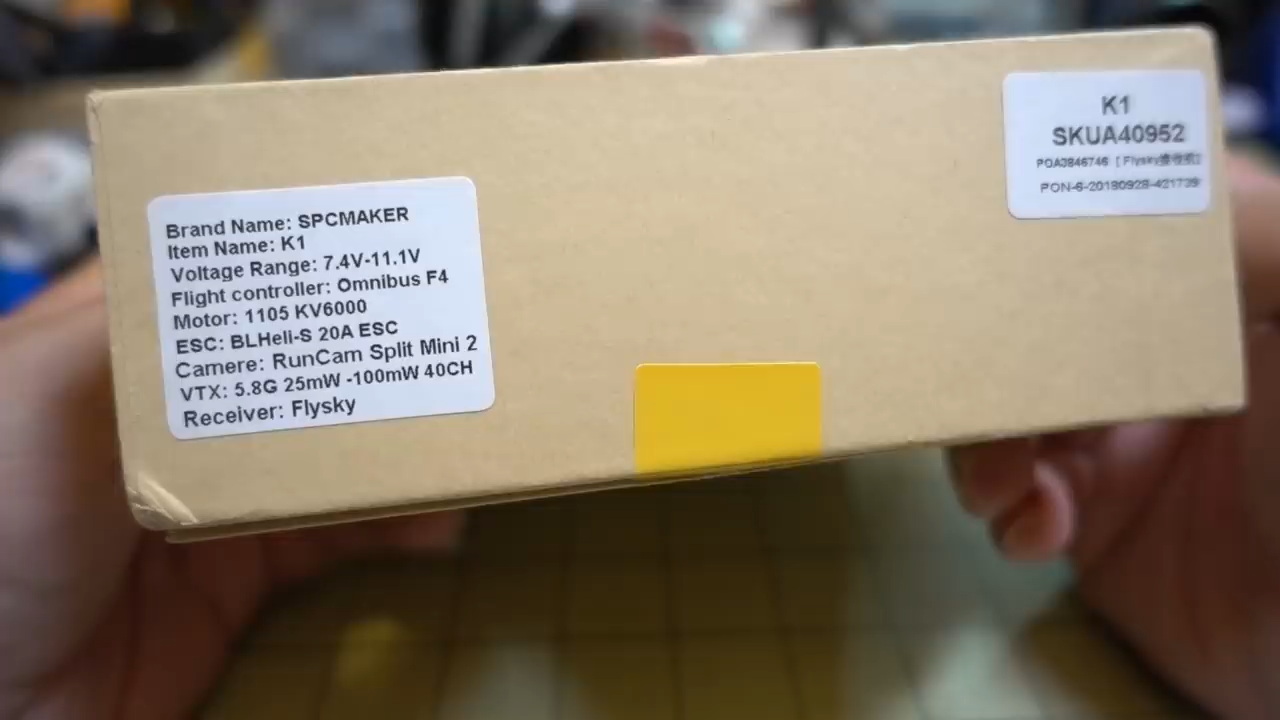 Brand Name: SPCMAKER
Item Name: K1
Voltage Range: 7.4V-11.1V
Flight controller: Omnibus F4
Motor: 1105 KV6000
ESC: BLHeli-S 20A ESC
Camere: RunCam Split Mini 2
VTX: 5.8G 25mW -100mW 40CH
Receiver: Flysky
K1
SKUA40952
POA3846746 [ Flysky
PON-6-20180928-421739